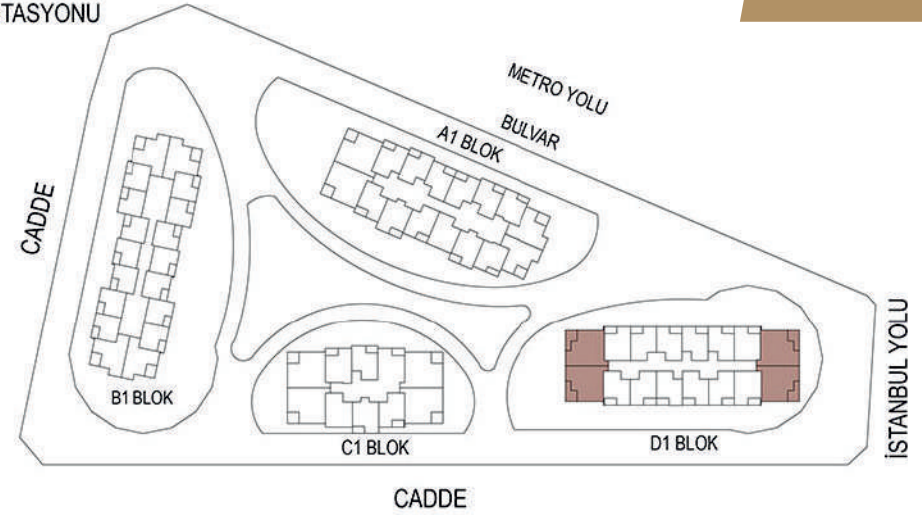 TASYONU
METRO YOLU
BULVAR
A1 BLOK
CADDE
İSTANBUL YOLU
B1 BLOK
C1 BLOK
D1 BLOK
CADDE